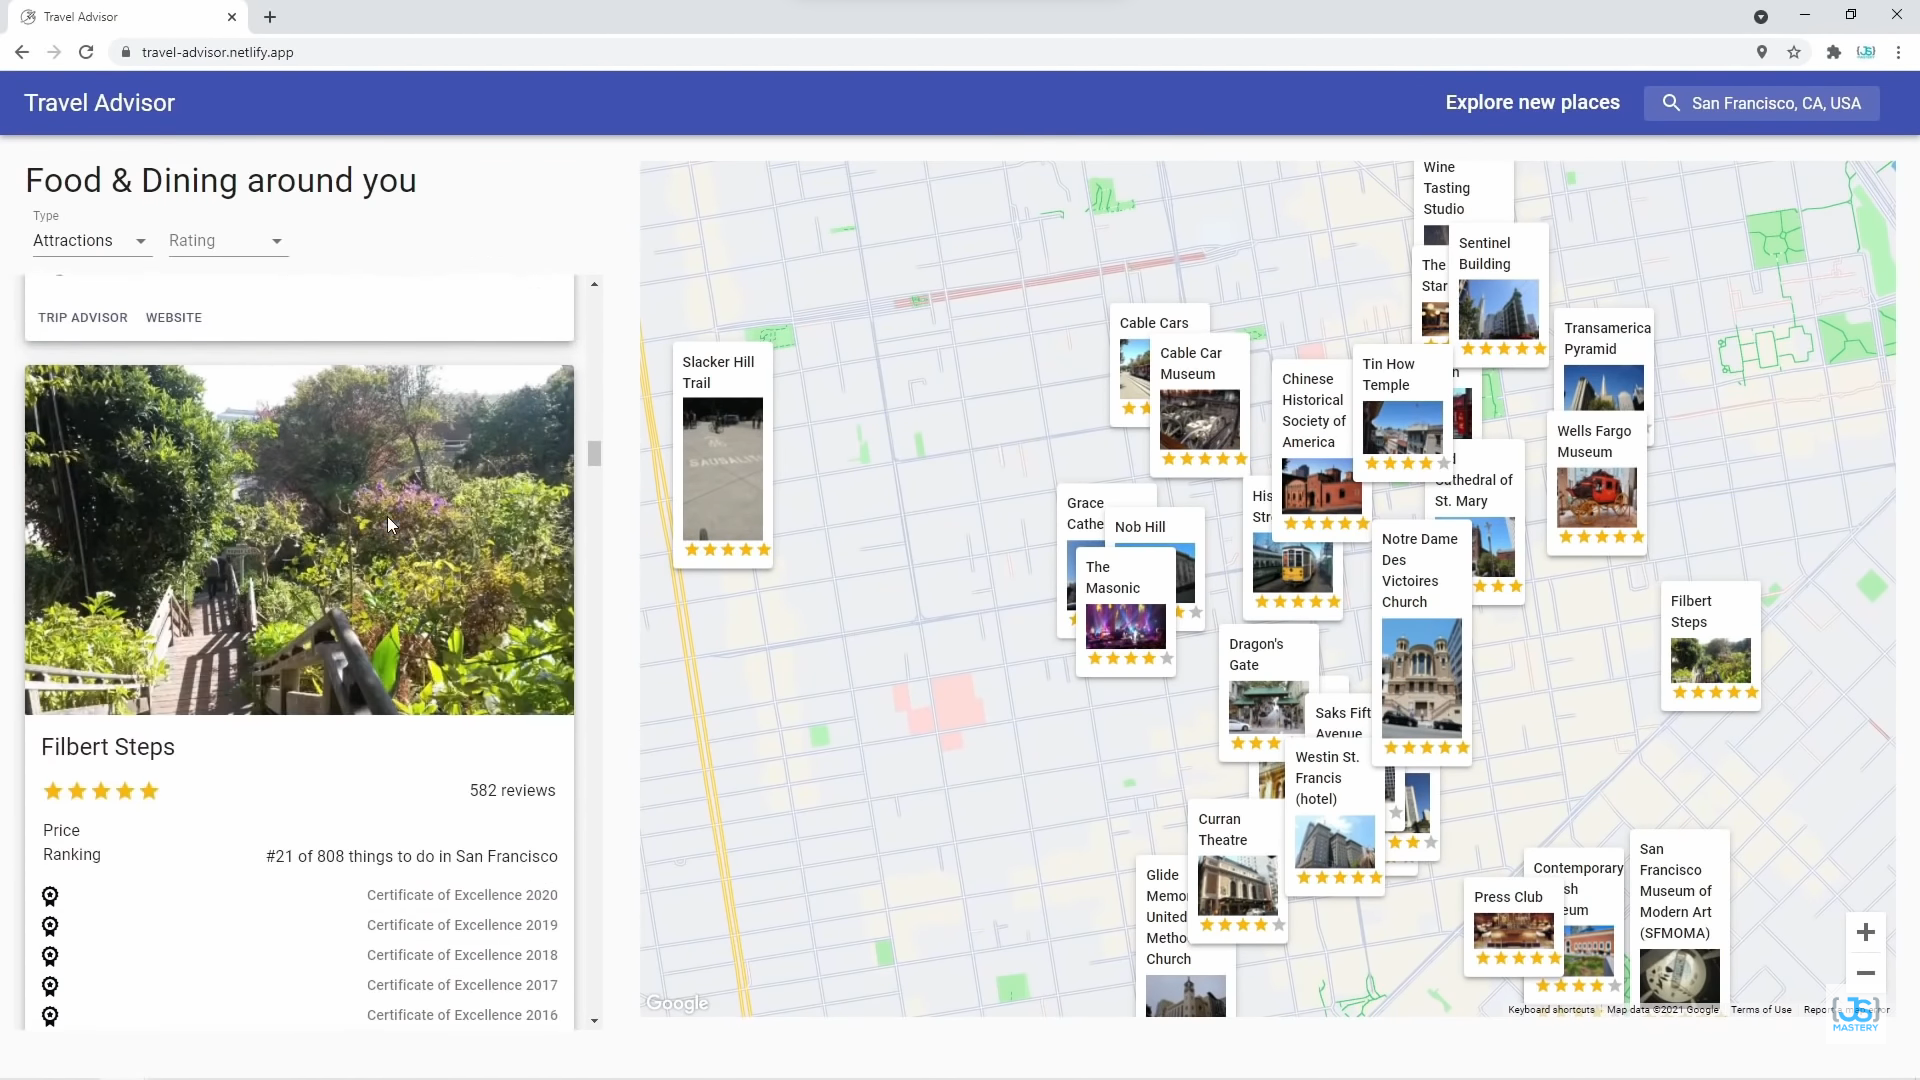 Travel Advisor
travel-advisor.netlify.app
Travel Advisor
Explore new places
San Francisco, CA, USA
Food & Dining around you
Type
Attractions
Rating
TRIP ADVISOR
WEBSITE
Filbert Steps
582 reviews
Price
Ranking
#21 of 808 things to do in San Francisco
Certificate of Excellence 2020
Certificate of Excellence 2019
Certificate of Excellence 2018
Certificate of Excellence 2017
Certificate of Excellence 2016
Wine
Tasting
Studio
The
Star
Sentinel
Building
Transamerica
Pyramid
Cable Cars
Cable Car
Museum
Slacker Hill
Trail
SAUSALITO
Chinese
Historical
Society of
America
Tin How
Temple
n
Wells Fargo
Museum
d
Cathedral of
St. Mary
Grace
Cathe
Nob Hill
The
Masonic
His
Str
Notre Dame
Des
Victoires
Church
Filbert
Steps
Dragon's
Gate
Saks Fift
Avenue
Westin St.
Francis
(hotel)
Curran
Theatre
Glide
Memor
United
Metho
Church
Contemporary
sh
eum
Press Club
San
Francisco
Museum of
Modern Art
(SFMOMA)
Google
Keyboard shortcuts
Map data ©2021 Google
Terms of Use
Report a map error
{JS}
MASTERY